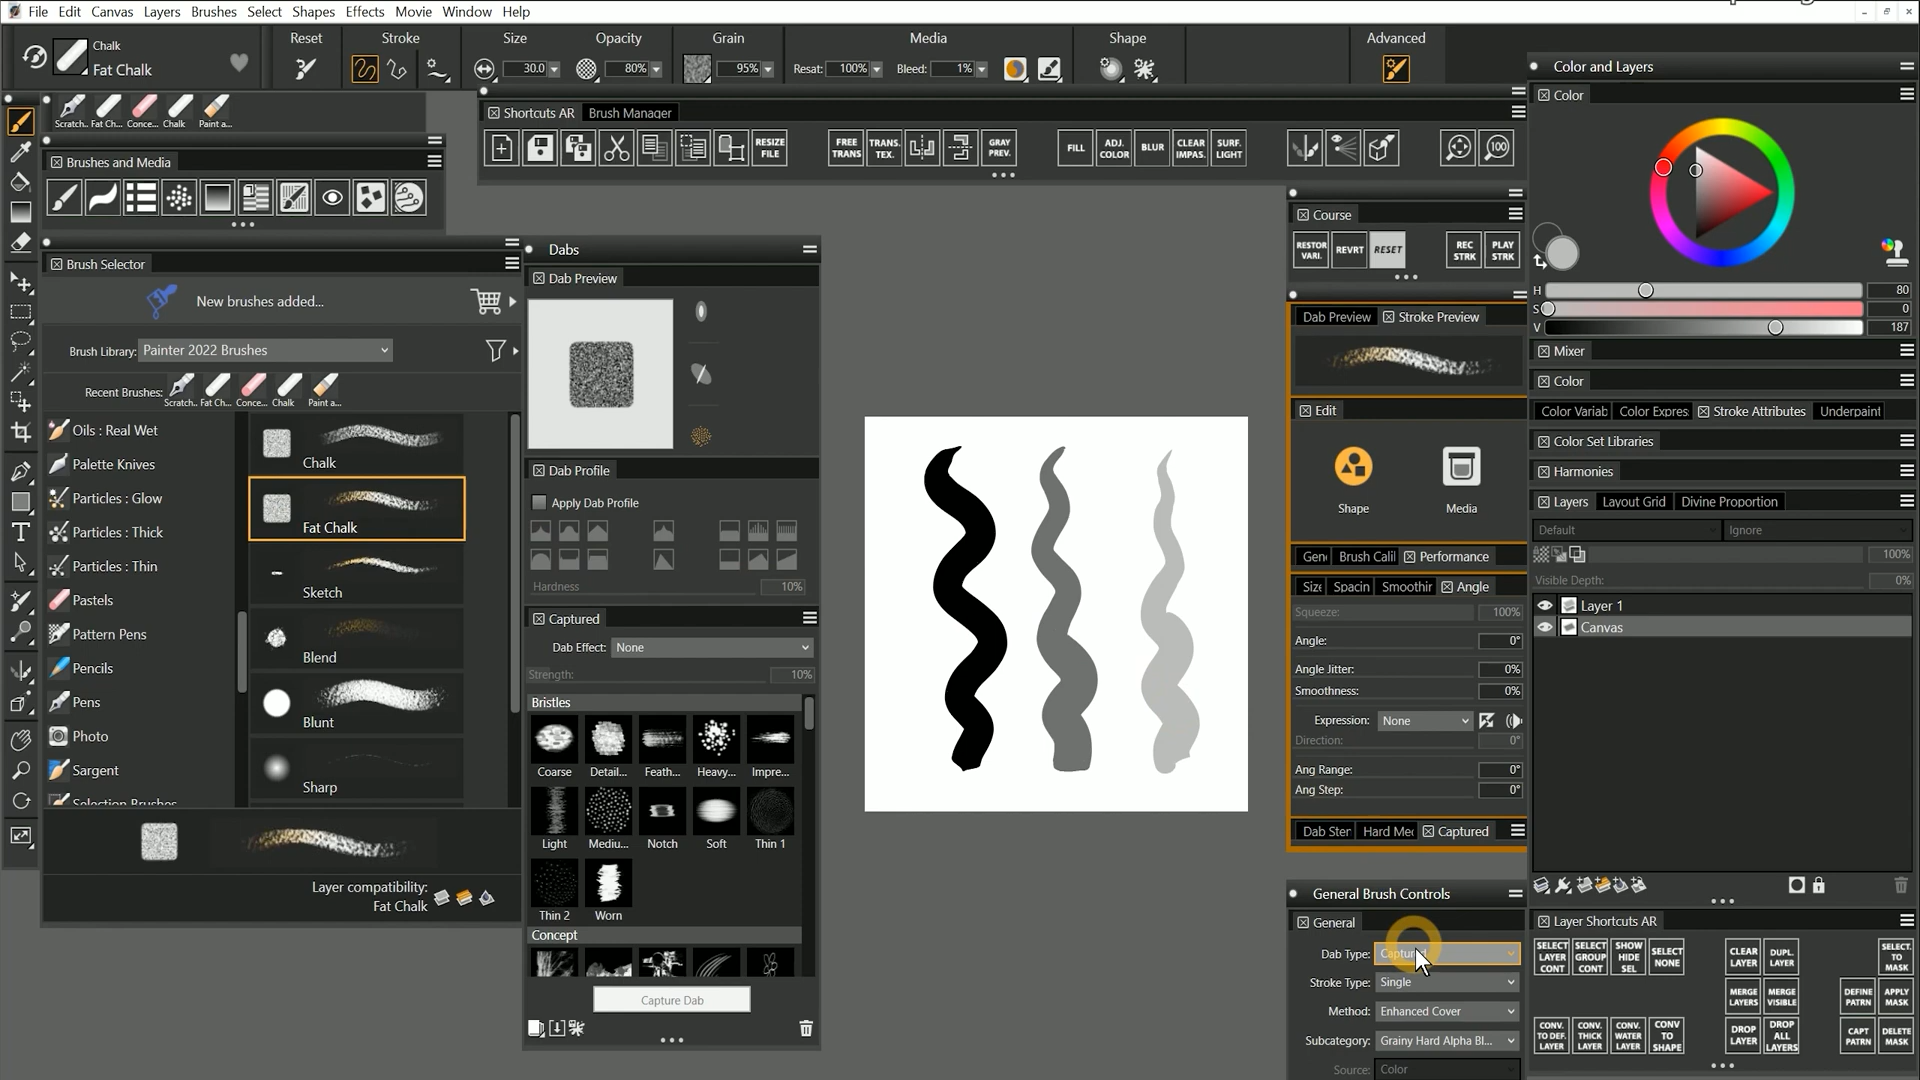 File Edit Canvas Layers Brushes Select Shapes Effects Movie Window Help
Chalk
Fat Chalk
Reset
Stroke
Size
Opacity
Grain
Media
Shape
Advanced
30.0
80%
95%
Resat: 100%
Bleed: 1%
Scratch.. Fat Ch... Conce... Chalk Paint a...
Brushes and Media
Shortcuts AR
Brush Manager
RESIZE FILE
FREE TRANS
TRANS. TEX.
GRAY PREV.
FILL
ADJ. COLOR
BLUR
CLEAR IMPAS.
SURF. LIGHT
100
Brush Selector
New brushes added...
Brush Library: Painter 2022 Brushes
Recent Brushes: Scratch.. Fat Ch... Conce... Chalk Paint a...
Oils : Real Wet
Palette Knives
Particles : Glow
Particles : Thick
Particles : Thin
Pastels
Pattern Pens
Pencils
Pens
Photo
Sargent
Selection Brushes
Chalk
Fat Chalk
Sketch
Blend
Blunt
Sharp
Layer compatibility:
Fat Chalk
Dabs
Dab Preview
Dab Profile
Apply Dab Profile
Hardness 10%
Captured
Dab Effect: None
Strength: 10%
Bristles
Coarse Detail... Feath... Heavy... Impre...
Light Mediu... Notch Soft Thin 1
Thin 2 Worn
Concept
Capture Dab
Course
RESTOR VARI.
REVRT
RESET
REC STRK
PLAY STRK
Dab Preview Stroke Preview
Edit
Shape
Media
Gene Brush Cali Performance
Size Spacin Smoothin Angle
Squeeze: 100%
Angle: 0°
Angle Jitter: 0%
Smoothness: 0%
Expression: None
Direction: 0°
Ang Range: 0°
Ang Step: 0°
Dab Sten Hard Med Captured
General Brush Controls
General
Dab Type: Captured
Stroke Type: Single
Method: Enhanced Cover
Subcategory: Grainy Hard Alpha Bl...
Source: Color
Color and Layers
Color
H 80
S 0
V 187
Mixer
Color
Color Variab Color Expres Stroke Attributes Underpaint
Color Set Libraries
Harmonies
Layers Layout Grid Divine Proportion
Default Ignore
100%
Visible Depth: 0%
Layer 1
Canvas
Layer Shortcuts AR
SELECT LAYER CONT
SELECT GROUP CONT
SHOW HIDE SEL
SELECT NONE
CLEAR LAYER
DUPL. LAYER
SELECT. TO MASK
MERGE LAYERS
MERGE VISIBLE
DEFINE PATRN
APPLY MASK
CONV. TO DEF. LAYER
CONV. THICK LAYER
CONV. WATER LAYER
CONV TO SHAPE
DROP LAYER
DROP ALL LAYERS
CAPT PATRN
DELETE MASK